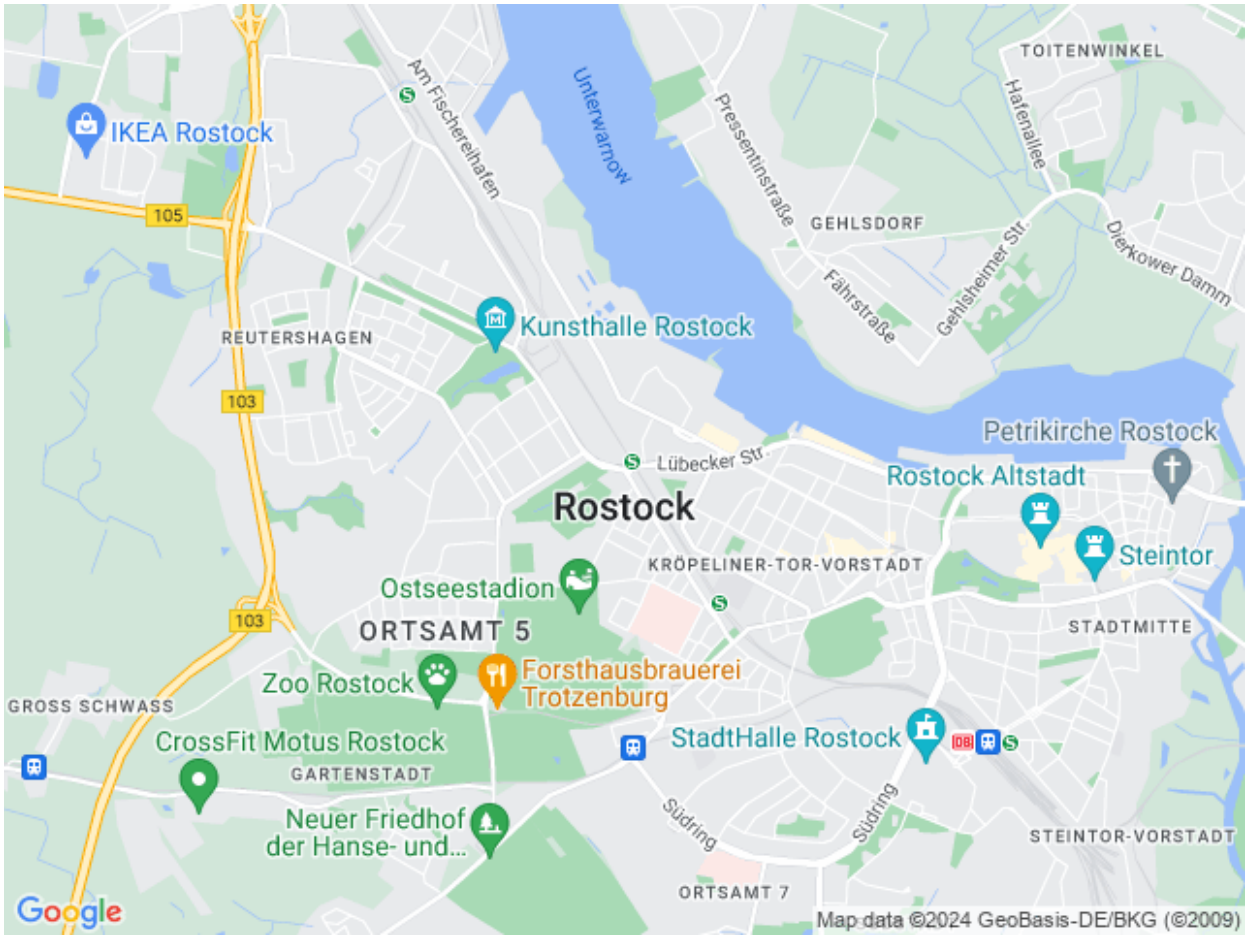 TOITENWINKEL
Am Fischereihafen
Unterwarnow
Pressentinstraße
Hafenallee
IKEA Rostock
105
GEHLSDORF
Gehlsheimer Str.
Dierkower Damm
Fährstraße
Kunsthalle Rostock
REUTERSHAGEN
103
Petrikirche Rostock
Lübecker Str.
Rostock Altstadt
Rostock
Steintor
KRÖPELINER-TOR-VORSTADT
Ostseestadion
103
ORTSAMT 5
STADTMITTE
Forsthausbrauerei
Trotzenburg
Zoo Rostock
GROSS SCHWASS
StadtHalle Rostock
DB
S
S
S
S
CrossFit Motus Rostock
GARTENSTADT
Neuer Friedhof
der Hanse- und...
Südring
Südring
STEINTOR-VORSTADT
ORTSAMT 7
Google
Map data ©2024 GeoBasis-DE/BKG (©2009)